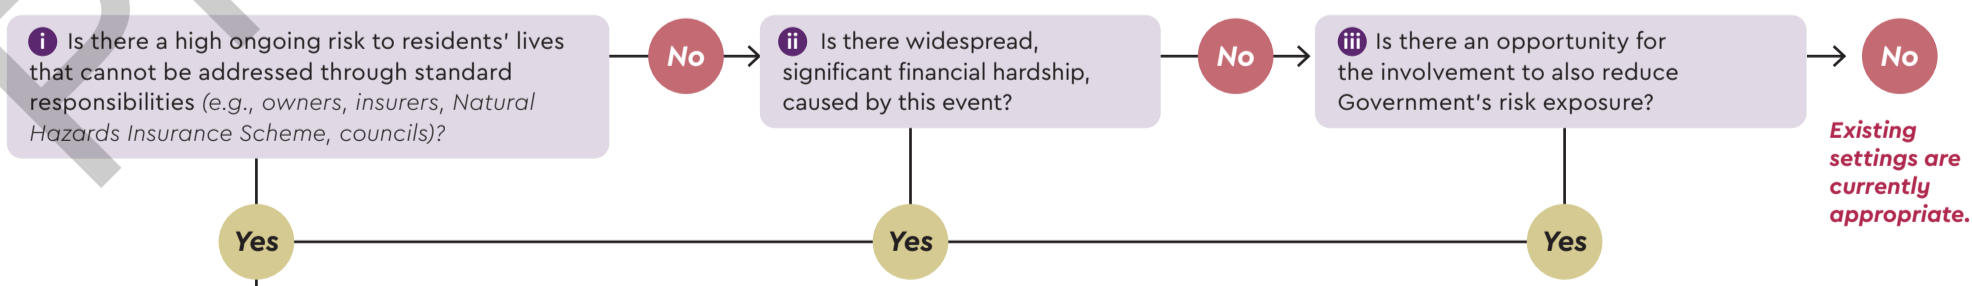 i Is there a high ongoing risk to residents' lives
that cannot be addressed through standard
responsibilities (e.g., owners, insurers, Natural
Hazards Insurance Scheme, councils)?
No
ii Is there widespread,
significant financial hardship,
caused by this event?
No
iii Is there an opportunity for
the involvement to also reduce
Government's risk exposure?
No
Existing
settings are
currently
appropriate.
Yes
Yes
Yes